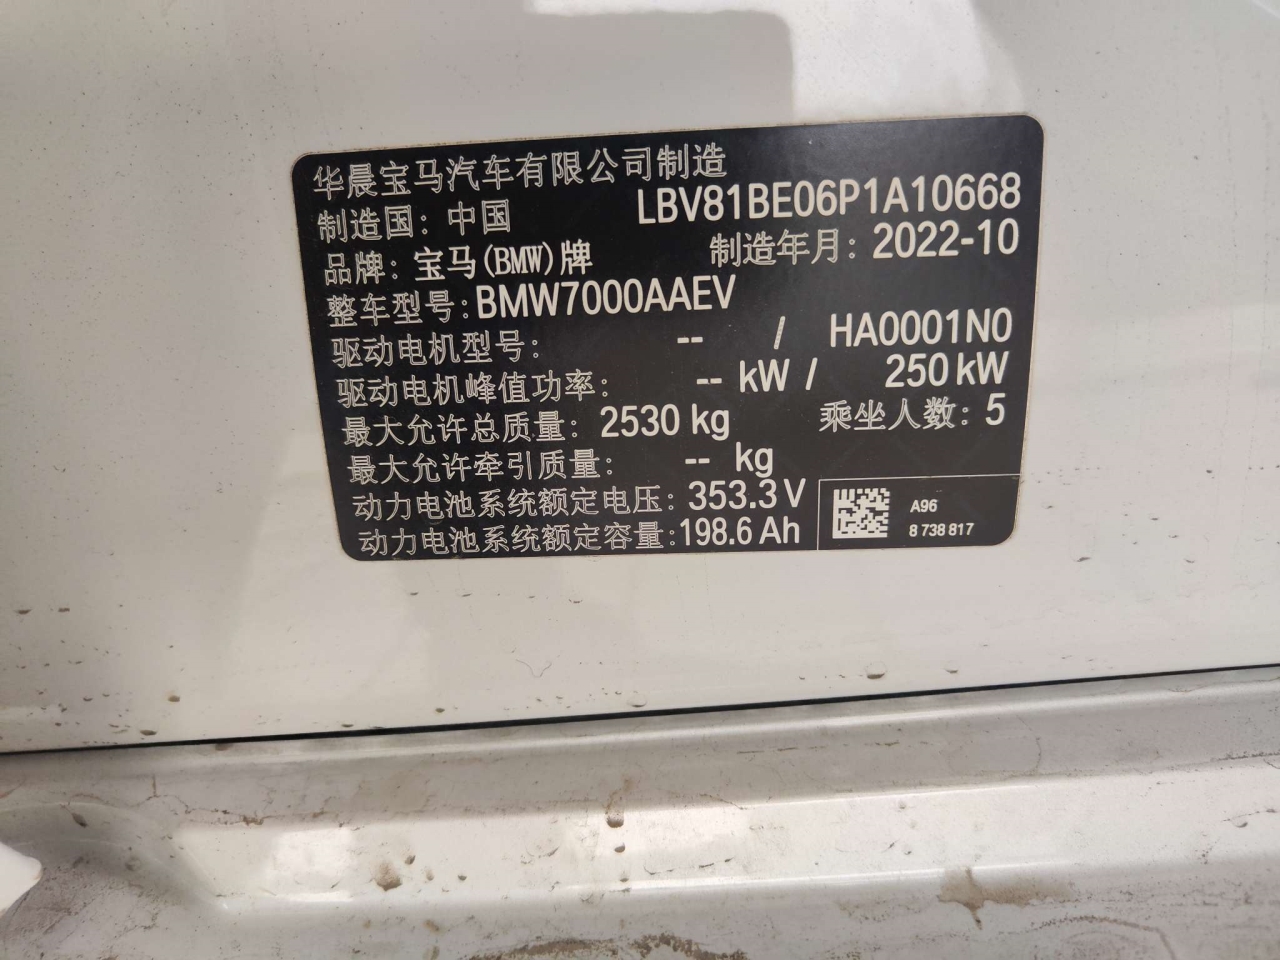 华晨宝马汽车有限公司制造
制造国：中国 LBV81BE06P1A10668
品牌：宝马(BMW)牌 制造年月：2022-10
整车型号：BMW7000AAEV
驱动电机型号： -- / HA0001N0
驱动电机峰值功率： -- kW / 250 kW
最大允许总质量：2530 kg 乘坐人数：5
最大允许牵引质量： -- kg
动力电池系统额定电压：353.3 V
动力电池系统额定容量：198.6 Ah
A96
8 738 817